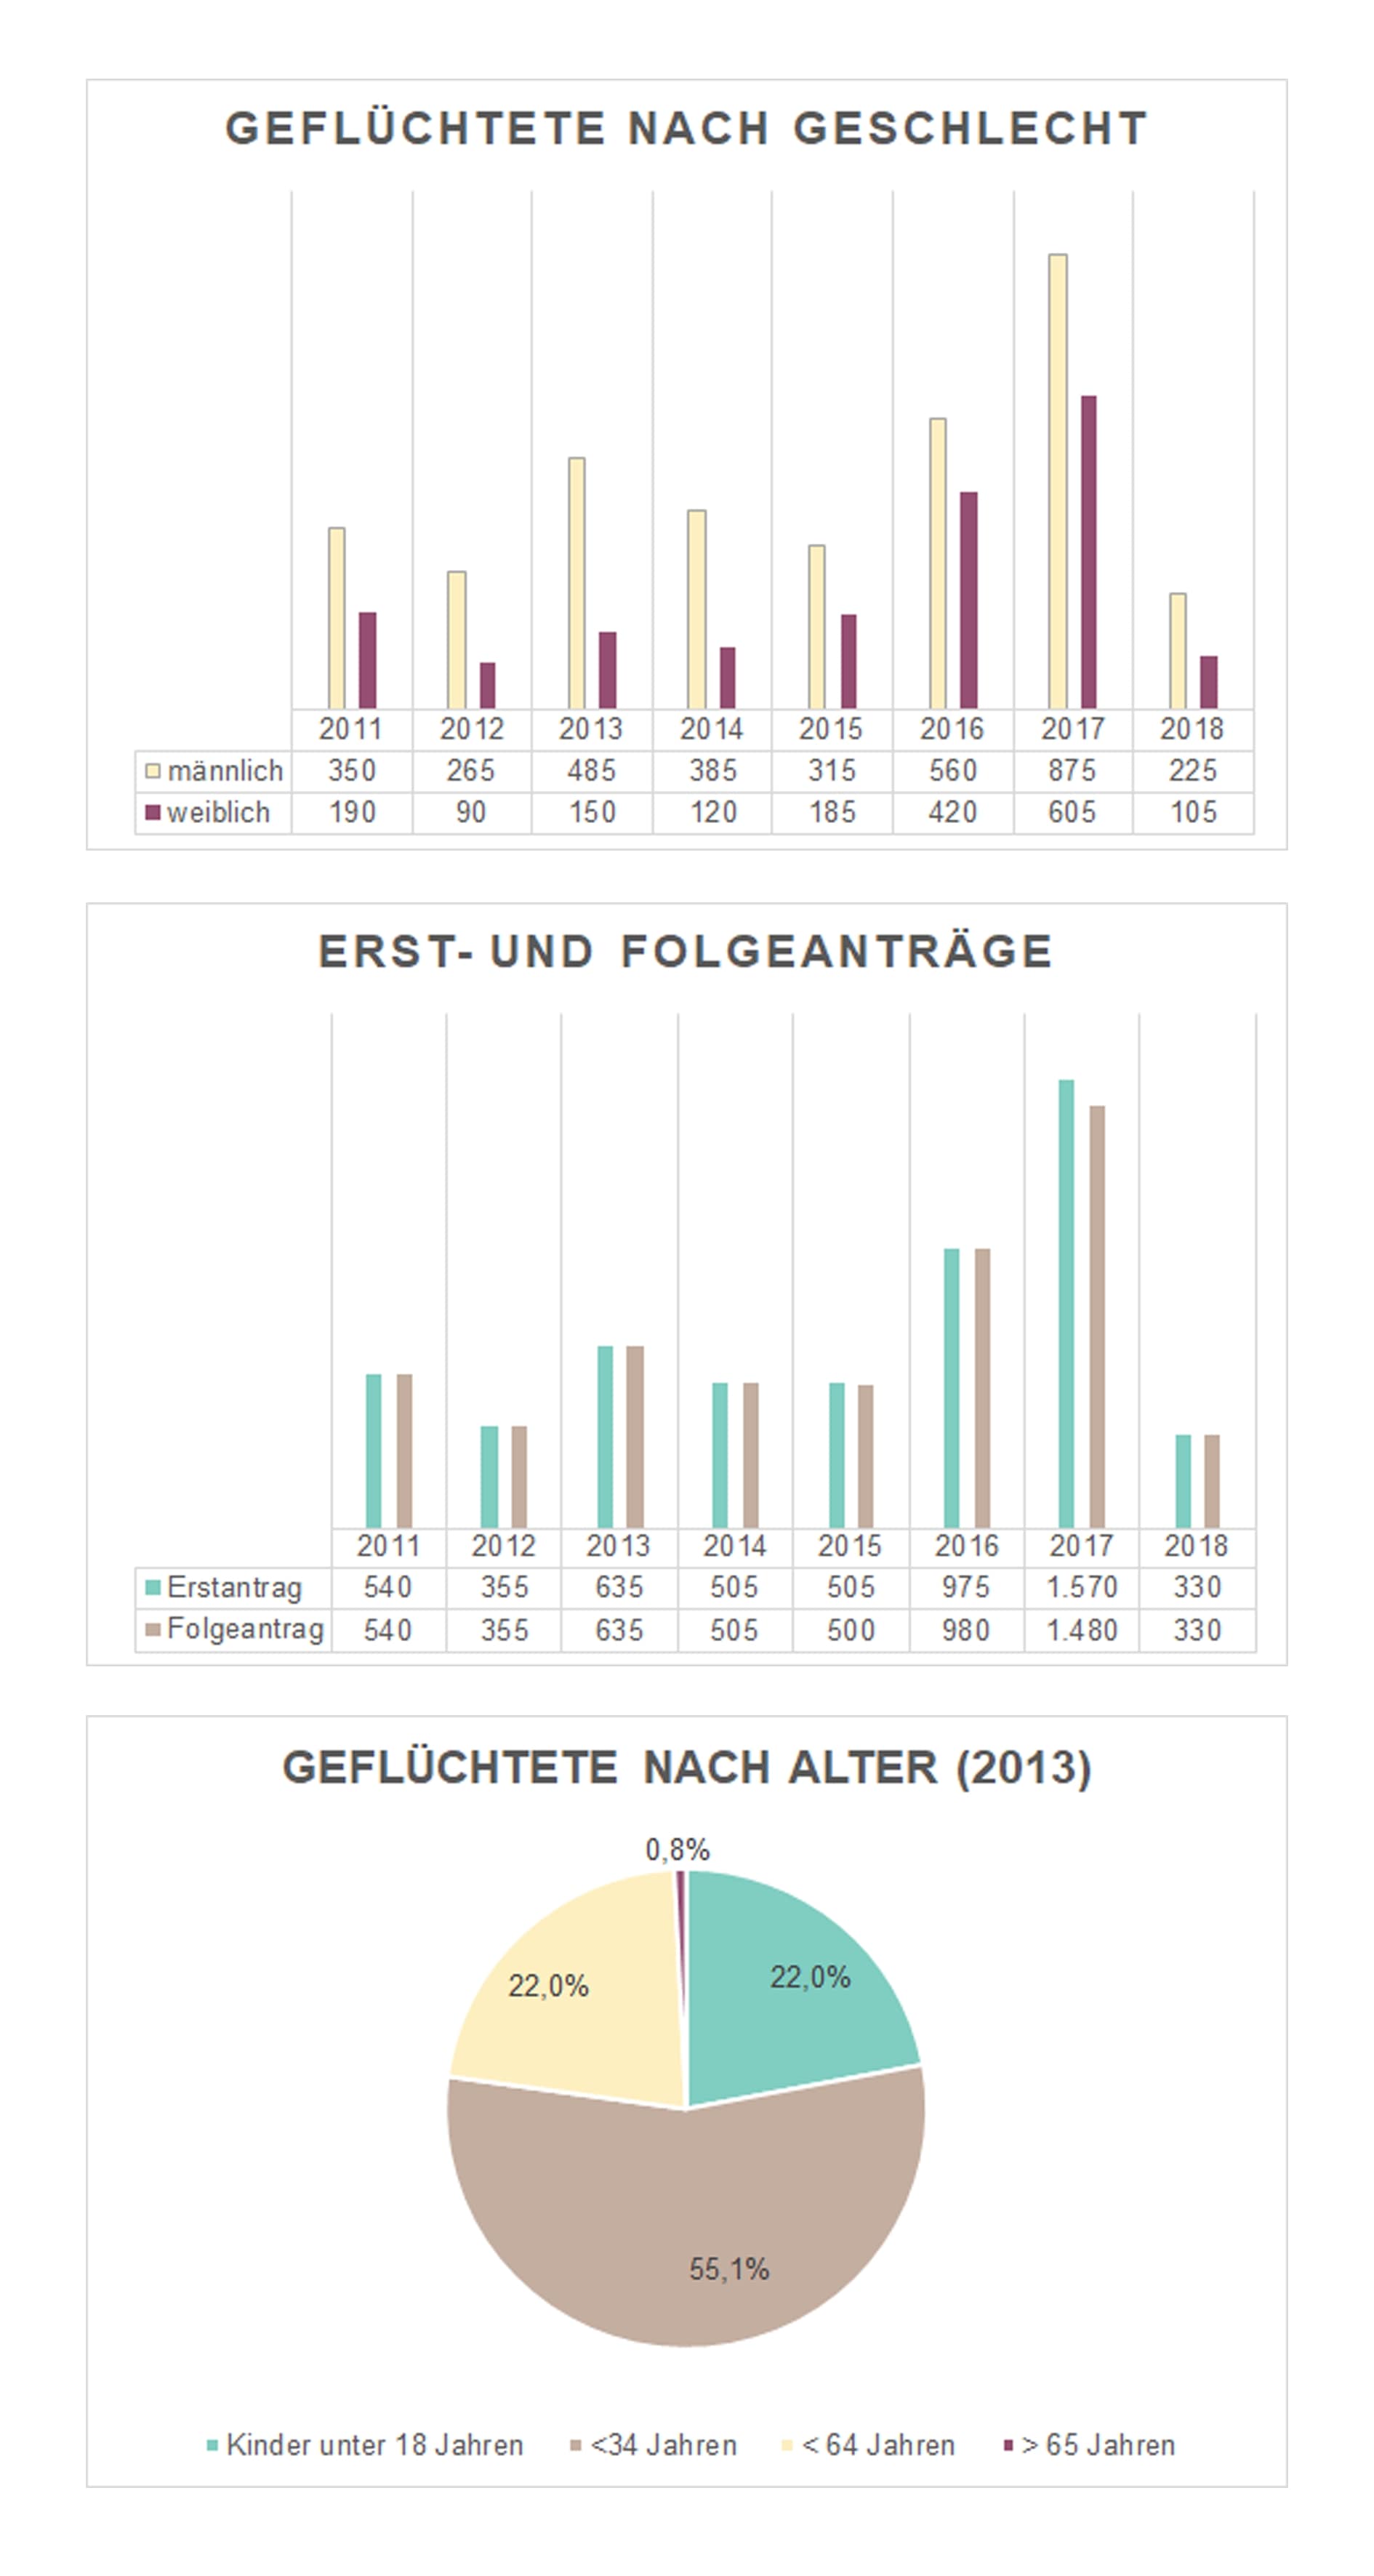 GEFLÜCHTETE NACH GESCHLECHT
2011 2012 2013 2014 2015 2016 2017 2018
männlich 350 265 485 385 315 560 875 225
weiblich 190 90 150 120 185 420 605 105
ERST- UND FOLGEANTRÄGE
2011 2012 2013 2014 2015 2016 2017 2018
Erstantrag 540 355 635 505 505 975 1.570 330
Folgeantrag 540 355 635 505 500 980 1.480 330
GEFLÜCHTETE NACH ALTER (2013)
0,8%
22,0% 22,0%
55,1%
Kinder unter 18 Jahren <34 Jahren < 64 Jahren > 65 Jahren